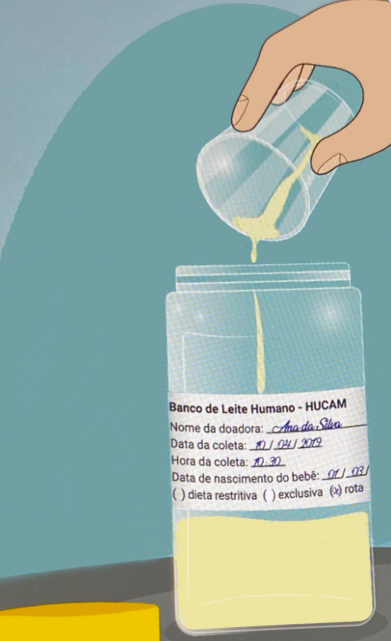 Banco de Leite Humano - HUCAM
Nome da doadora: Ana da Silva
Data da coleta: 10 / 04 / 2019
Hora da coleta: 10:30
Data de nascimento do bebê: 01 / 03 /
( ) dieta restritiva ( ) exclusiva (x) rota